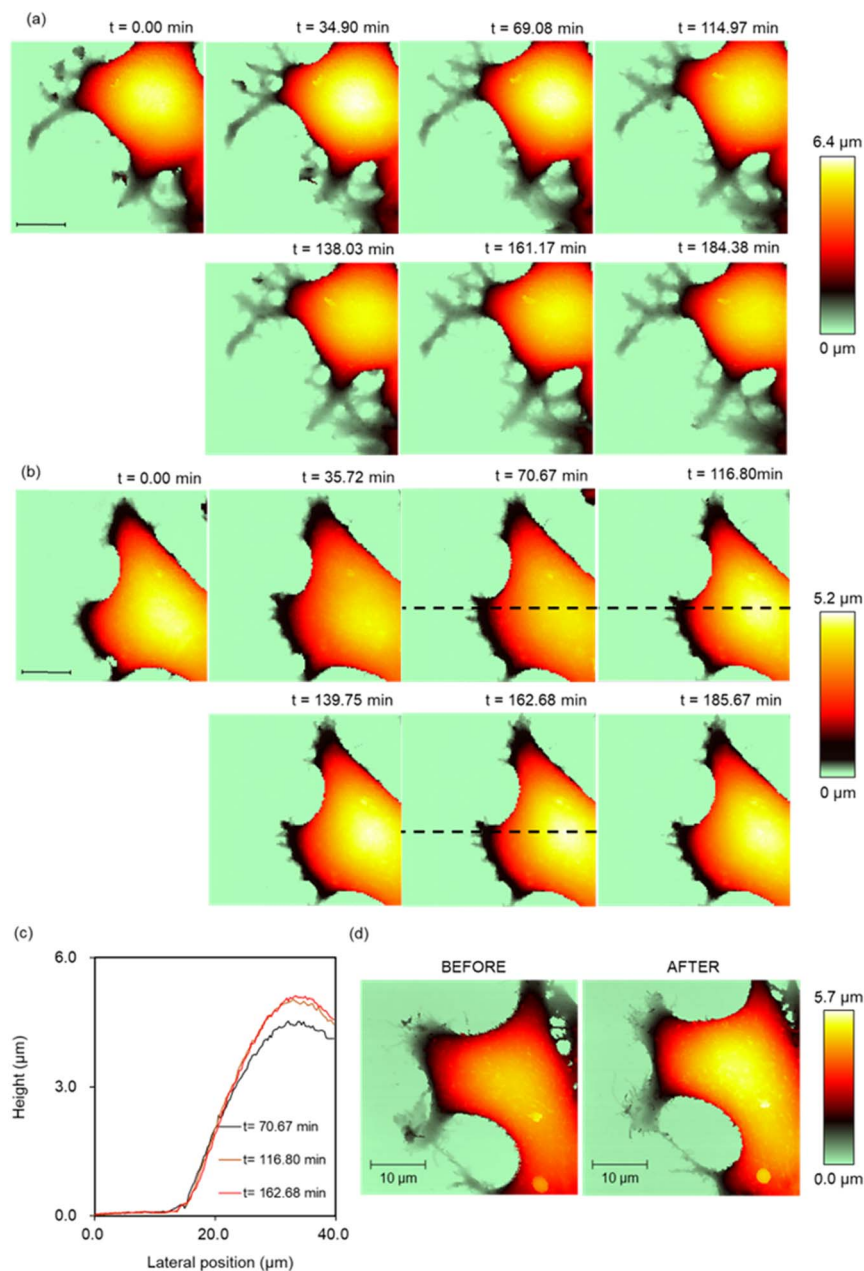 (a)
t = 0.00 min
t = 34.90 min
t = 69.08 min
t = 114.97 min
6.4 µm
0 µm
t = 138.03 min
t = 161.17 min
t = 184.38 min
(b)
t = 0.00 min
t = 35.72 min
t = 70.67 min
t = 116.80min
5.2 µm
0 µm
t = 139.75 min
t = 162.68 min
t = 185.67 min
(c)
6.0
3.0
0.0
Height (µm)
t= 70.67 min
t= 116.80 min
t= 162.68 min
0.0 20.0 40.0
Lateral position (µm)
(d)
BEFORE
AFTER
10 µm
10 µm
5.7 µm
0.0 µm